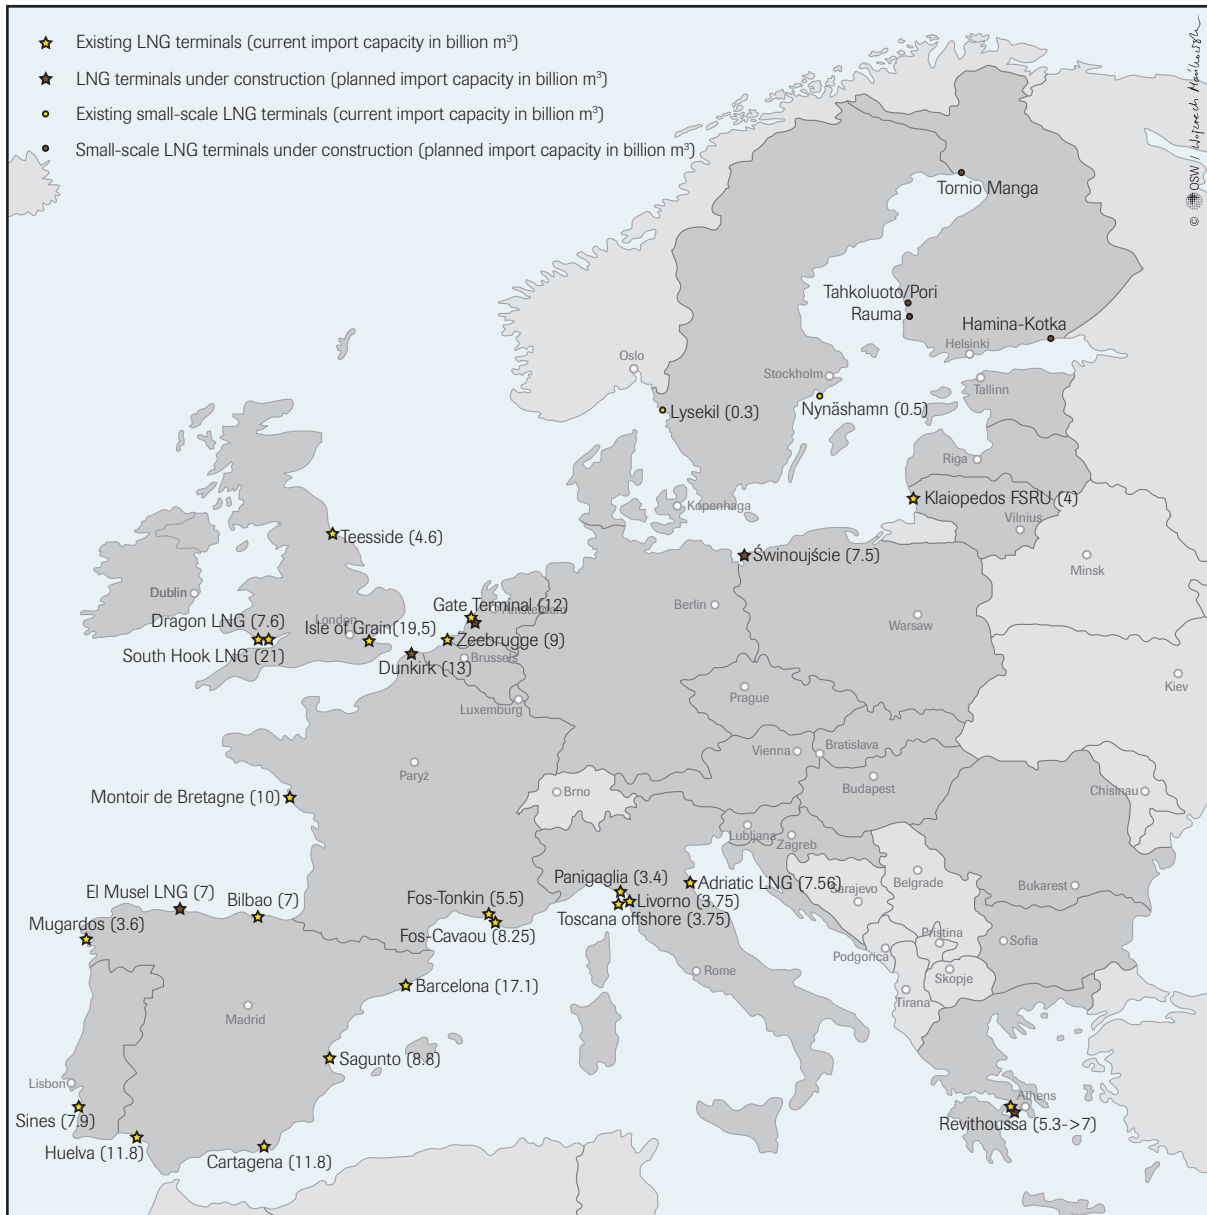 Existing LNG terminals (current import capacity in billion m³)
LNG terminals under construction (planned import capacity in billion m³)
Existing small-scale LNG terminals (current import capacity in billion m³)
Small-scale LNG terminals under construction (planned import capacity in billion m³)
© OSW / Wojciech Mańkowski
Tornio Manga
Tahkoluoto/Pori
Rauma
Hamina-Kotka
Helsinki
Oslo
Stockholm
Tallinn
Lysekil (0.3)
Nynäshamn (0.5)
Riga
Klaiopedos FSRU (4)
Kopenhaga
Vilnius
Teesside (4.6)
Świnoujście (7.5)
Minsk
Dublin
Gate Terminal (12)
Amsterdam
Berlin
Warsaw
Dragon LNG (7.6)
London
Isle of Grain(19,5)
Zeebrugge (9)
South Hook LNG (21)
Dunkirk (13)
Brussels
Kiev
Prague
Luxemburg
Vienna
Bratislava
Paryż
Budapest
Brno
Chisinau
Montoir de Bretagne (10)
Lubljana
Zagreb
El Musel LNG (7)
Bilbao (7)
Fos-Tonkin (5.5)
Panigaglia (3.4)
Adriatic LNG (7.56)
Belgrade
Bukarest
Livorno (3.75)
Sarajevo
Toscana offshore (3.75)
Mugardos (3.6)
Fos-Cavaou (8.25)
Pristina
Sofia
Podgorica
Rome
Skopje
Barcelona (17.1)
Tirana
Madrid
Sagunto (8.8)
Lisbon
Athens
Sines (7.9)
Revithoussa (5.3->7)
Huelva (11.8)
Cartagena (11.8)